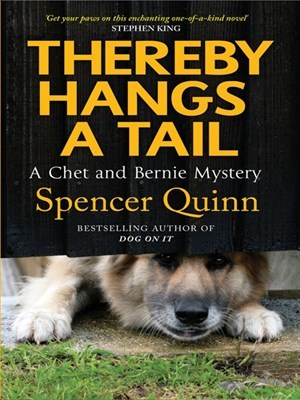 'Get your paws on this enchanting one-of-a-kind novel'
STEPHEN KING
THEREBY
HANGS
A TAIL
A Chet and Bernie Mystery
Spencer Quinn
BESTSELLING AUTHOR OF
DOG ON IT